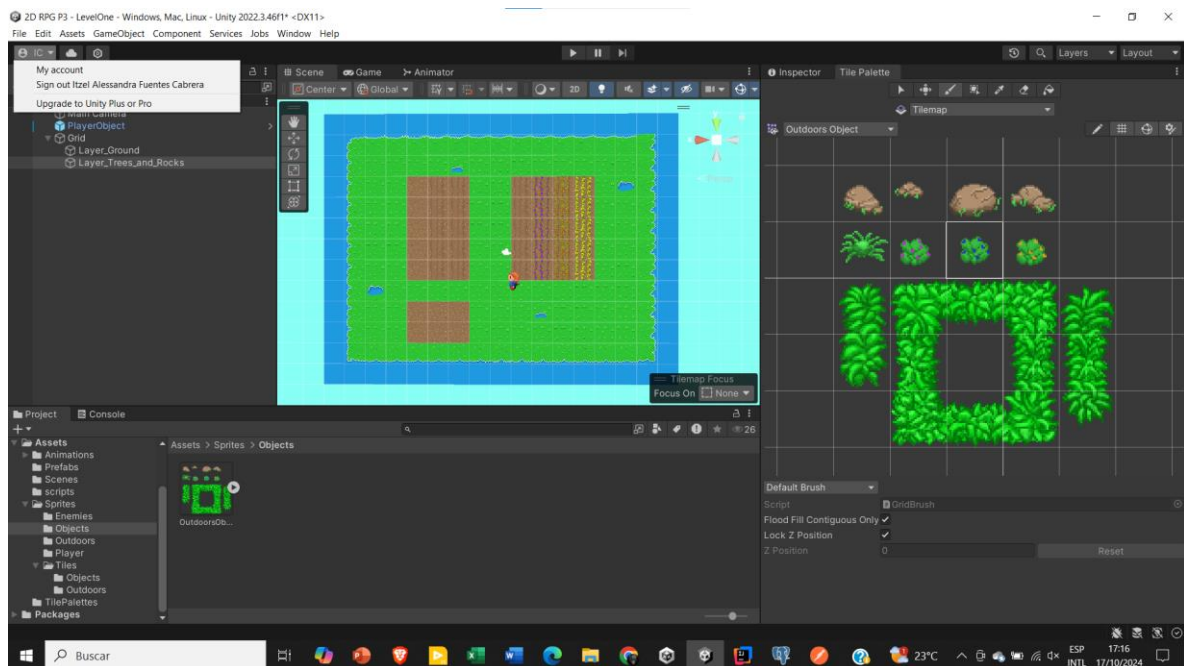 2D RPG P3 - LevelOne - Windows, Mac, Linux - Unity 2022.3.46f1* <DX11>
File Edit Assets GameObject Component Services Jobs Window Help
IC
Layers
Layout
My account
Sign out Itzel Alessandra Fuentes Cabrera
Upgrade to Unity Plus or Pro
Main Camera
PlayerObject
Grid
Layer_Ground
Layer_Trees_and_Rocks
Scene
Game
Animator
Center
Global
2D
Tilemap Focus
Focus On
None
Inspector
Tile Palette
Tilemap
Outdoors Object
Default Brush
Script
GridBrush
Flood Fill Contiguous Only
Lock Z Position
Z Position
0
Reset
Project
Console
26
Assets
Animations
Prefabs
Scenes
scripts
Sprites
Enemies
Objects
Outdoors
Player
Tiles
Objects
Outdoors
TilePalettes
Packages
Assets > Sprites > Objects
OutdoorsOb...
Buscar
23°C
ESP
INTL
17:16
17/10/2024